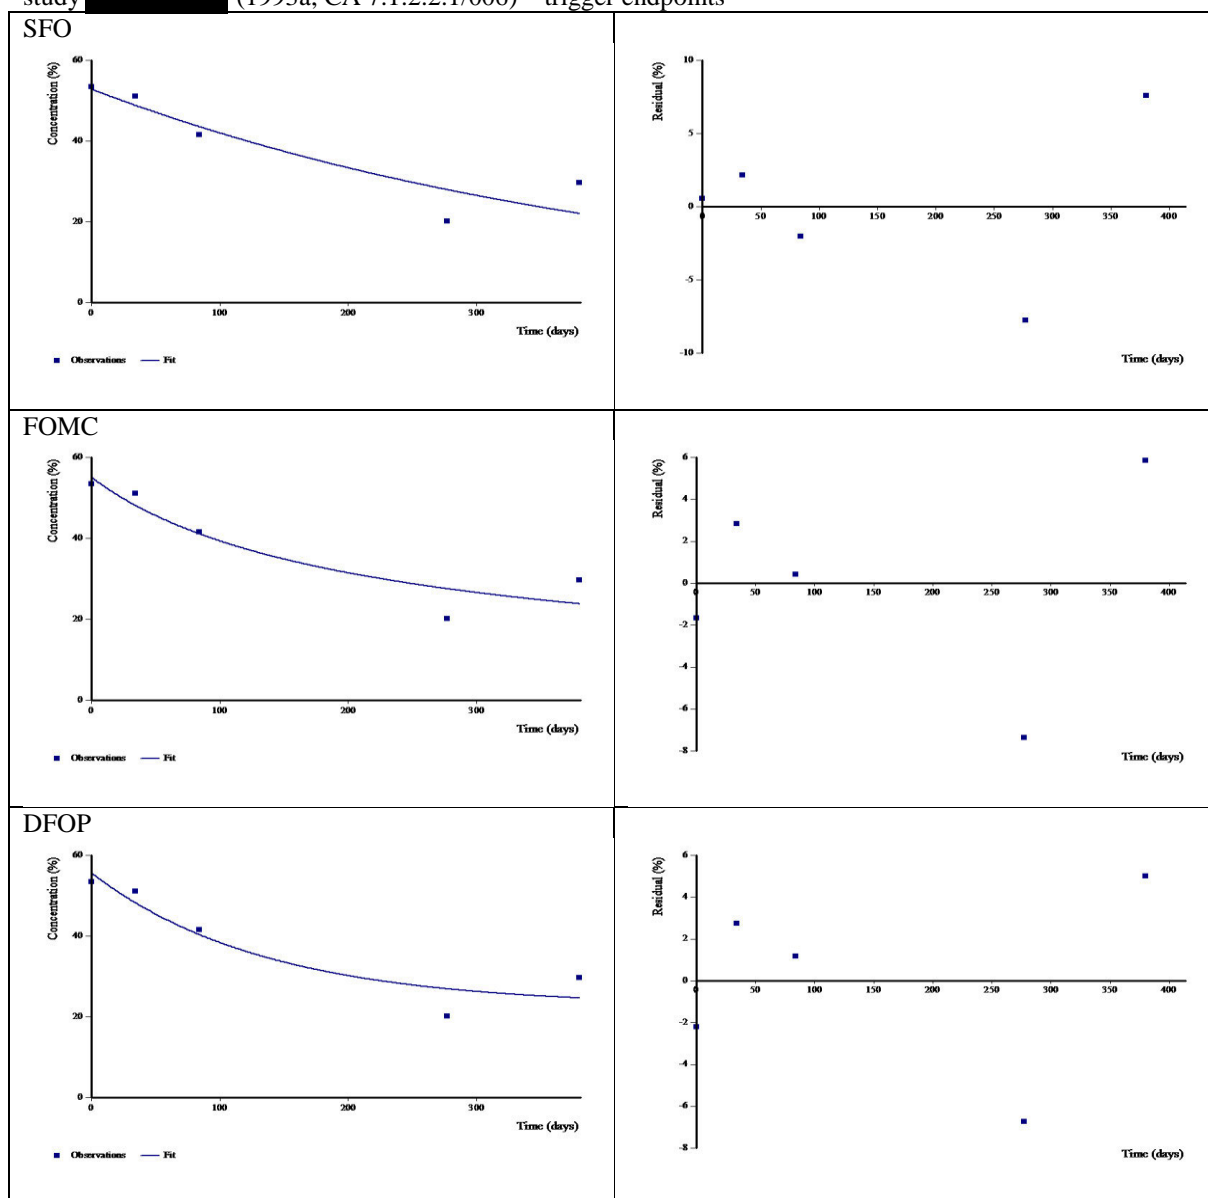 study (1993a, CA 7.1.2.2.1/006) – trigger endpoints
SFO
60
40
20
0
Concentration (%)
0 100 200 300
Time (days)
Observations Fit
10
5
0
-5
-10
Residual (%)
0 50 100 150 200 250 300 350 400
Time (days)
FOMC
60
40
20
0
Concentration (%)
0 100 200 300
Time (days)
Observations Fit
6
4
2
0
-2
-4
-6
-8
Residual (%)
0 50 100 150 200 250 300 350 400
Time (days)
DFOP
60
40
20
0
Concentration (%)
0 100 200 300
Time (days)
Observations Fit
6
4
2
0
-2
-4
-6
-8
Residual (%)
0 50 100 150 200 250 300 350 400
Time (days)